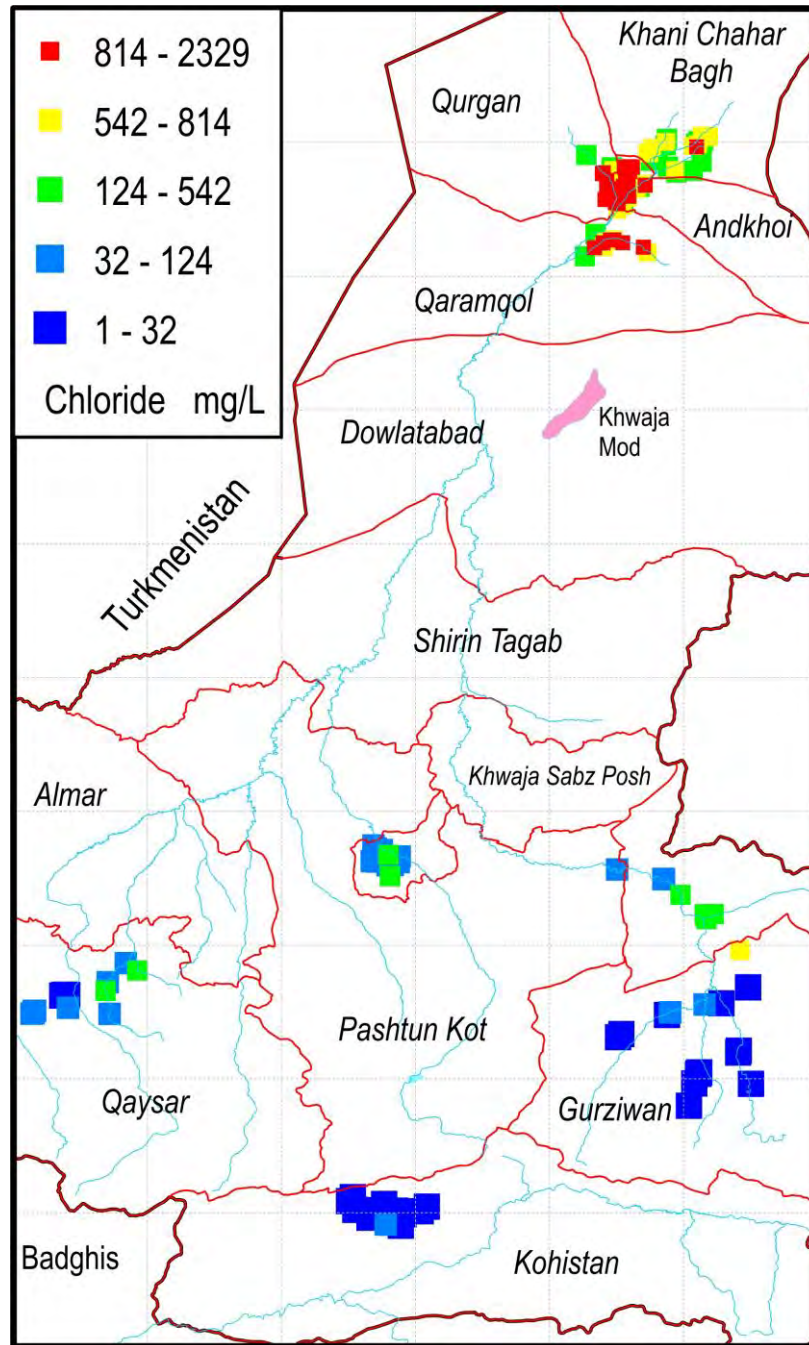 814 - 2329
542 - 814
124 - 542
32 - 124
1 - 32
Chloride mg/L
Khani Chahar
Bagh
Qurgan
Andkhoi
Qaramqol
Dowlatabad
Khwaja
Mod
Turkmenistan
Shirin Tagab
Khwaja Sabz Posh
Almar
Pashtun Kot
Qaysar
Gurziwan
Badghis
Kohistan